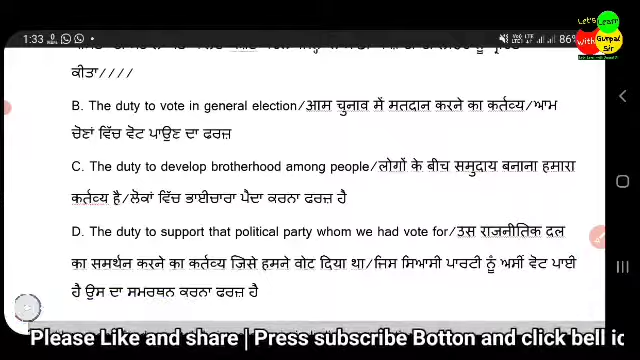 1:33
86%
Let's Learn
with Gurpal
Sir
ਕੀਤਾ////
B. The duty to vote in general election/आम चुनाव में मतदान करने का कर्तव्य/ਆਮ
ਚੋਣਾਂ ਵਿੱਚ ਵੋਟ ਪਾਉਣ ਦਾ ਫਰਜ਼
C. The duty to develop brotherhood among people/लोगों के बीच समुदाय बनाना हमारा
कर्तव्य है/ਲੋਕਾਂ ਵਿੱਚ ਭਾਈਚਾਰਾ ਪੈਦਾ ਕਰਨਾ ਫਰਜ਼ ਹੈ
D. The duty to support that political party whom we had vote for/उस राजनीतिक दल
का समर्थन करने का कर्तव्य जिसे हमने वोट दिया था/ਜਿਸ ਸਿਆਸੀ ਪਾਰਟੀ ਨੂੰ ਅਸੀਂ ਵੋਟ ਪਾਈ
ਹੈ ਉਸ ਦਾ ਸਮਰਥਨ ਕਰਨਾ ਫਰਜ਼ ਹੈ
Please Like and share | Press subscribe Botton and click bell ic